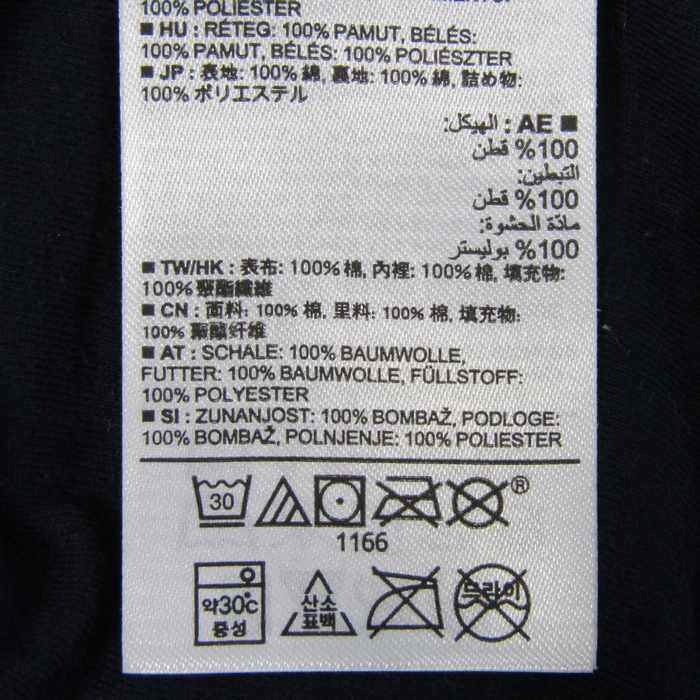 100% POLIESTER
■ HU : RÉTEG: 100% PAMUT, BÉLÉS:
100% PAMUT, BÉLÉS: 100% POLIÉSZTER
■ JP : 表地: 100% 綿, 裏地: 100% 綿, 詰め物:
100% ポリエステル
■ AE : الهيكل:
100% قطن
التبطين:
100% قطن
مادّة الحشوة:
100% بوليستر
■ TW/HK : 表布: 100% 棉, 內裡: 100% 棉, 填充物:
100% 聚酯纖維
■ CN : 面料: 100% 棉, 里料: 100% 棉, 填充物:
100% 聚酯纤维
■ AT : SCHALE: 100% BAUMWOLLE,
FUTTER: 100% BAUMWOLLE, FÜLLSTOFF:
100% POLYESTER
■ SI : ZUNANJOST: 100% BOMBAŽ, PODLOGE:
100% BOMBAŽ, POLNJENJE: 100% POLIESTER
30 ®
1166
약30℃ 산소 드라이
중성 표백